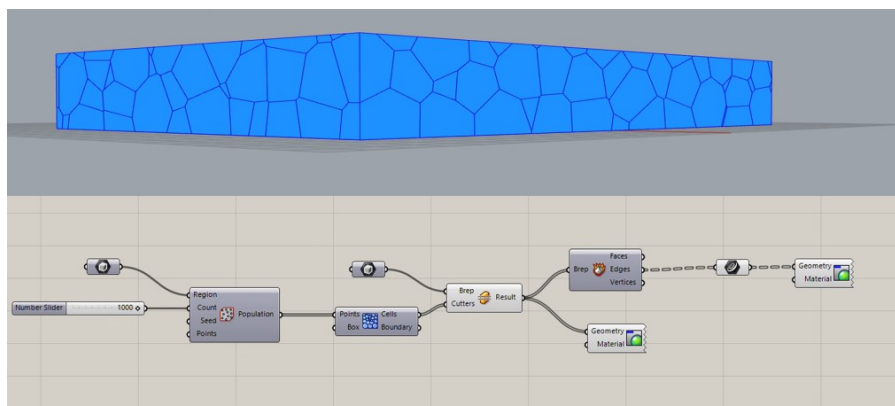 Number Slider 1000
Region
Count
Seed
Points
Population
Points
Box
Cells
Boundary
Brep
Cutters
Result
Brep
Faces
Edges
Vertices
Geometry
Material
Geometry
Material